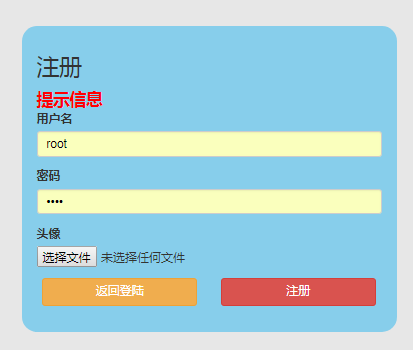 注册
提示信息
用户名
root
密码
••••
头像
选择文件 未选择任何文件
返回登陆 注册